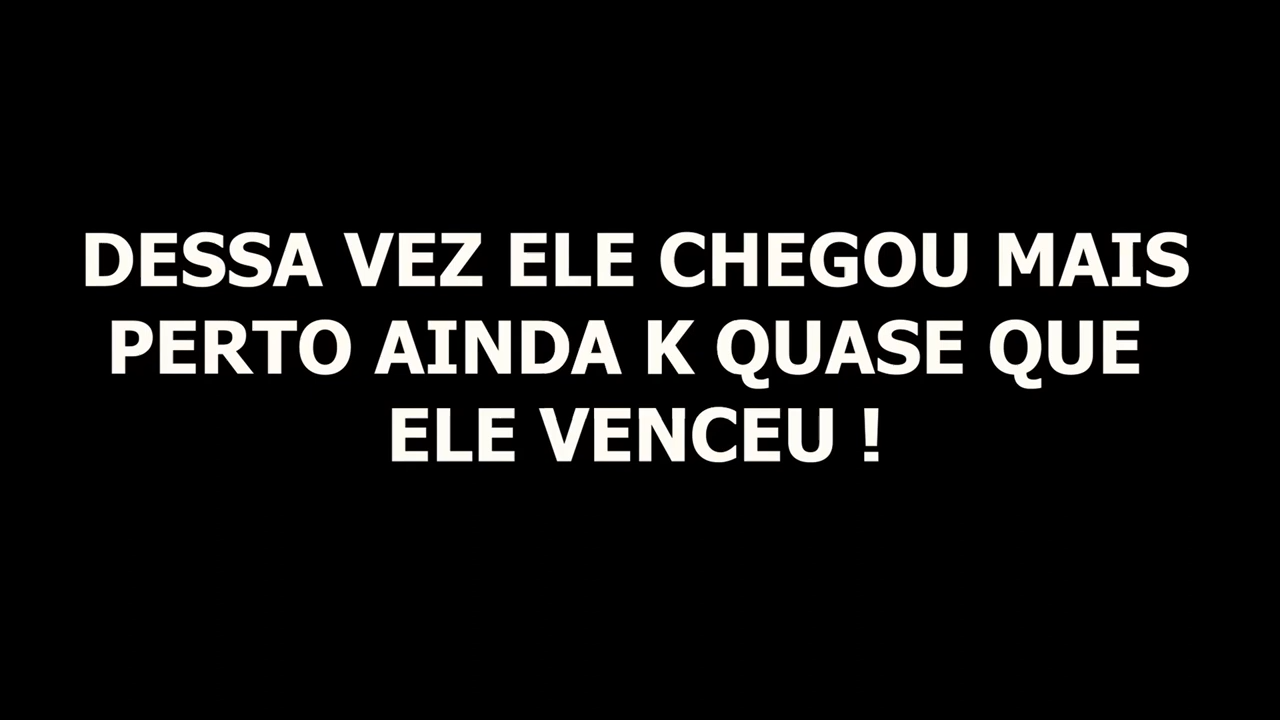 DESSA VEZ ELE CHEGOU MAIS
PERTO AINDA K QUASE QUE
ELE VENCEU !